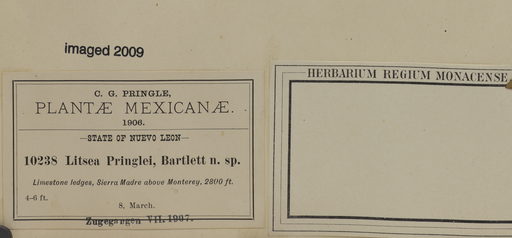 imaged 2009
C. G. PRINGLE,
PLANTÆ MEXICANÆ.
1906.
—STATE OF NUEVO LEON—
10238 Litsea Pringlei, Bartlett n. sp.
Limestone ledges, Sierra Madre above Monterey, 2800 ft.
4–6 ft.
8, March.
Zugegangen VII. 1907.
HERBARIUM REGIUM MONACENSE